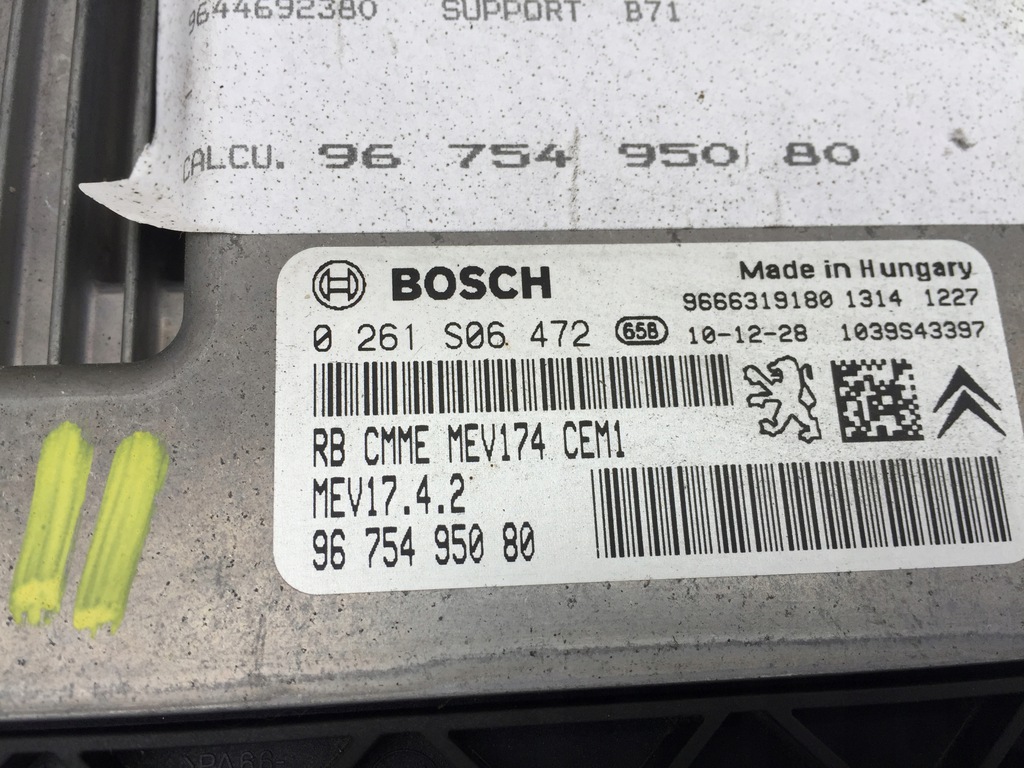 9644692380 SUPPORT B71
CALCU. 96 754 950 80
BOSCH
Made in Hungary
9666319180 1314 1227
0 261 S06 472 658 10-12-28 1039S43397
RB CMME MEV174 CEM1
MEV17.4.2
96 754 950 80